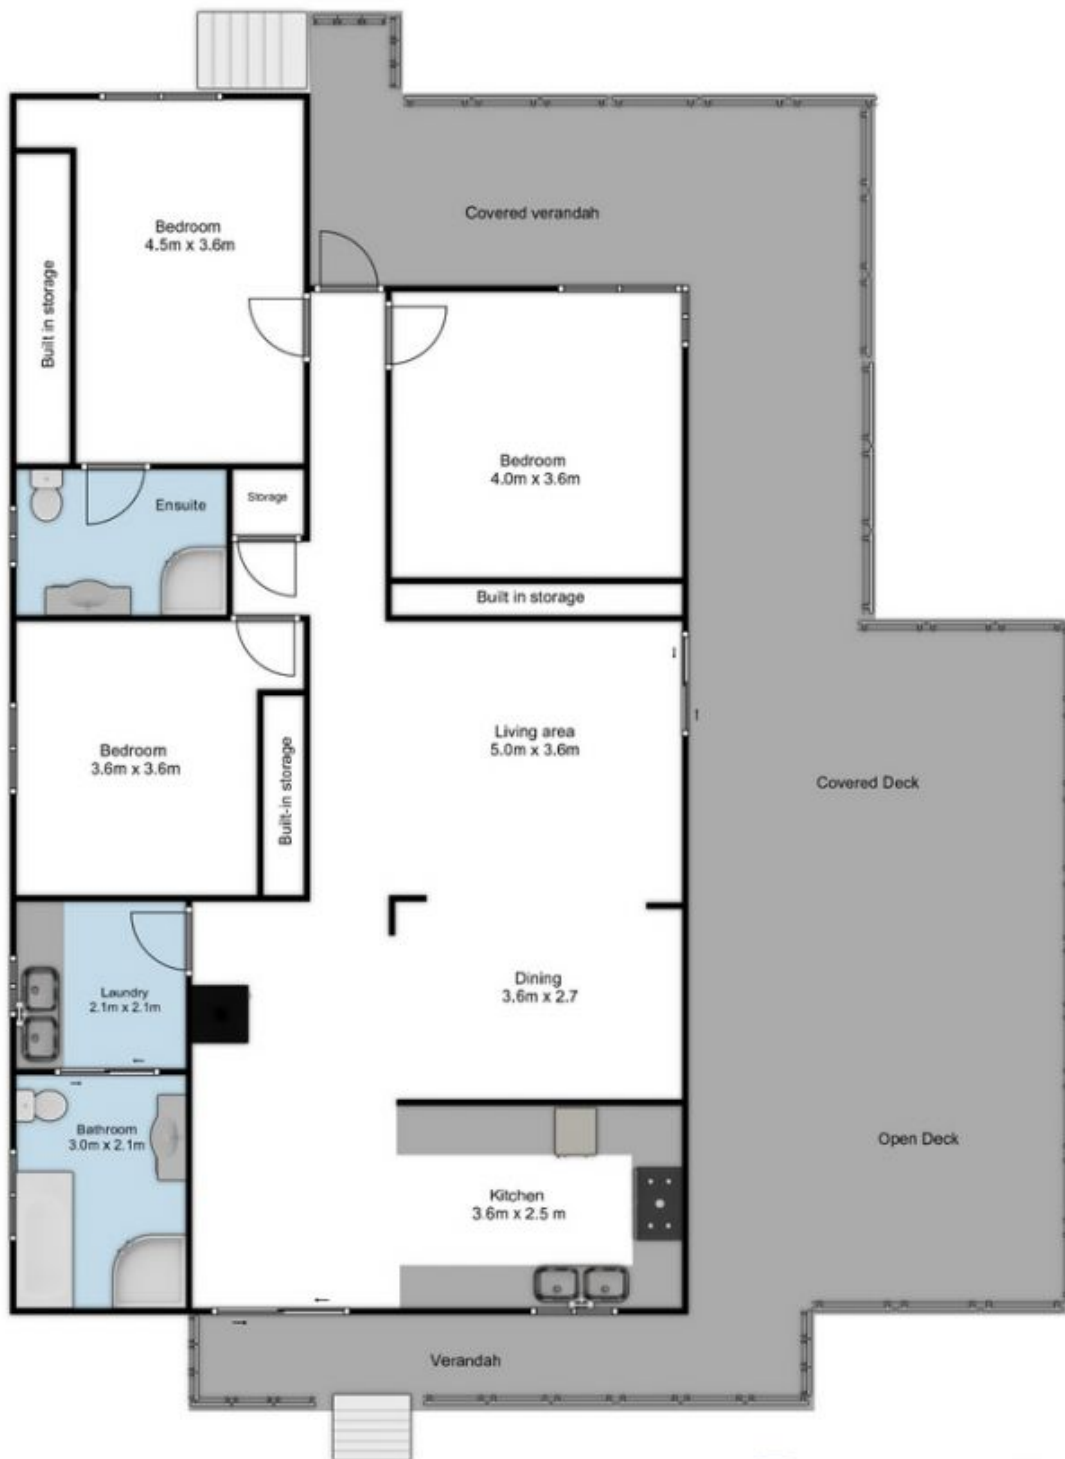 Covered verandah
Bedroom
4.5m x 3.6m
Built in storage
Bedroom
4.0m x 3.6m
Ensuite
Storage
Built in storage
Living area
5.0m x 3.6m
Bedroom
3.6m x 3.6m
Built-in storage
Covered Deck
Dining
3.6m x 2.7
Laundry
2.1m x 2.1m
Bathroom
3.0m x 2.1m
Open Deck
Kitchen
3.6m x 2.5 m
Verandah